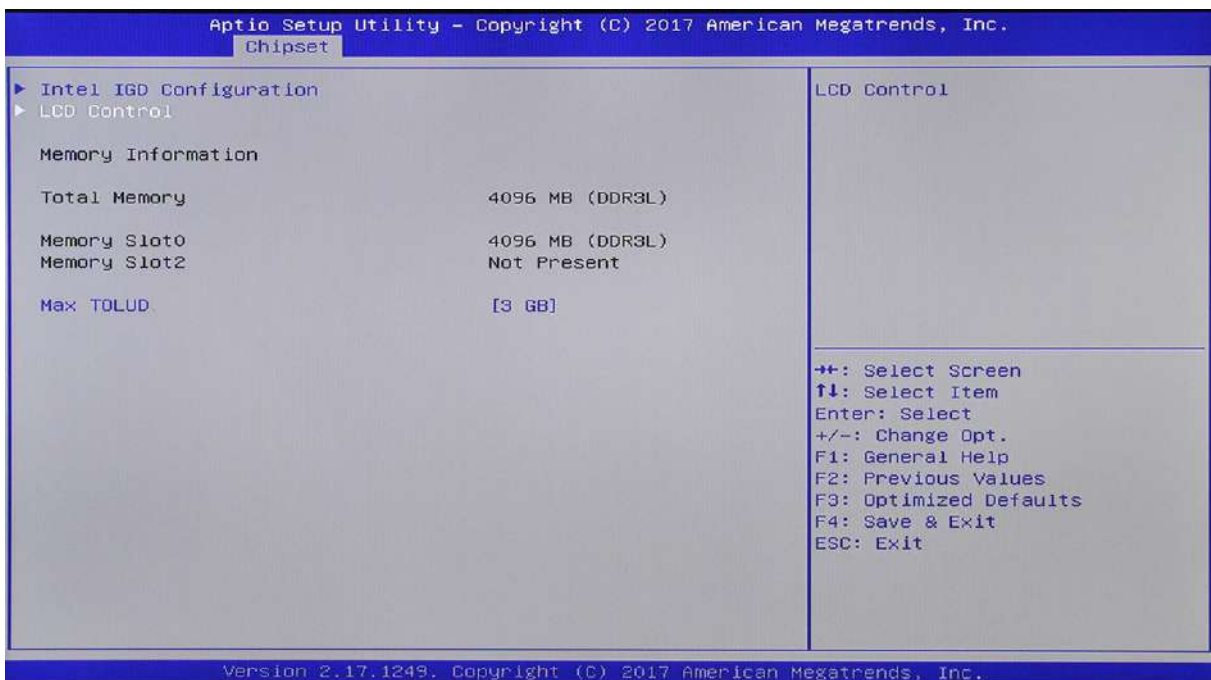 Aptio Setup Utility – Copyright (C) 2017 American Megatrends, Inc.
Chipset
► Intel IGD Configuration
► LCD Control
Memory Information
Total Memory 4096 MB (DDR3L)
Memory Slot0 4096 MB (DDR3L)
Memory Slot2 Not Present
Max TOLUD [3 GB]
LCD Control
→←: Select Screen
↑↓: Select Item
Enter: Select
+/-: Change Opt.
F1: General Help
F2: Previous Values
F3: Optimized Defaults
F4: Save & Exit
ESC: Exit
Version 2.17.1249. Copyright (C) 2017 American Megatrends, Inc.